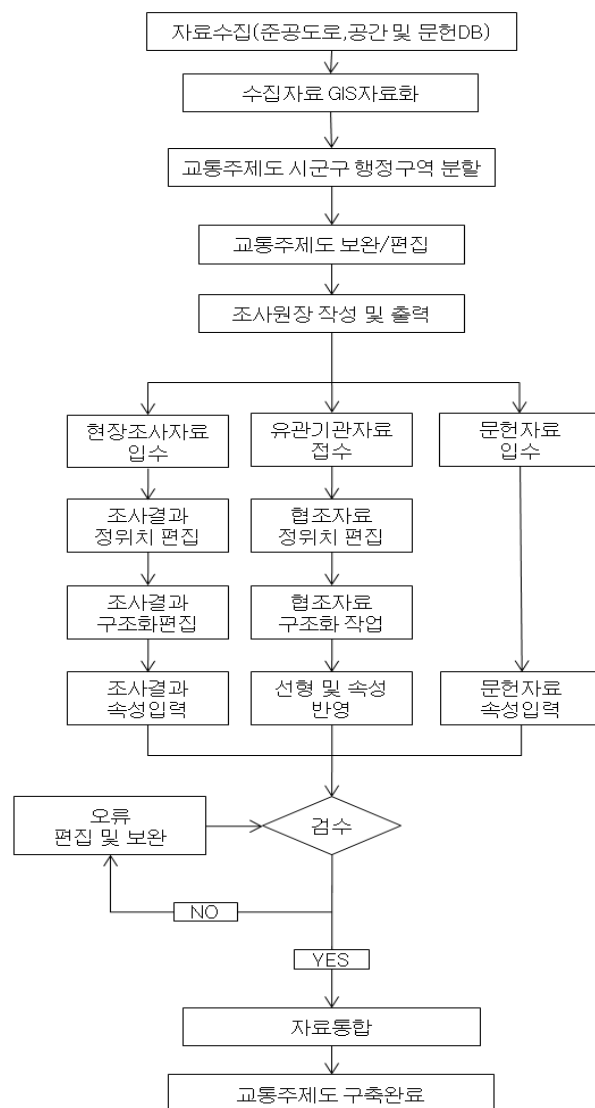 자료수집(준공도로,공간 및 문헌DB)
수집자료 GIS자료화
교통주제도 시군구 행정구역 분할
교통주제도 보완/편집
조사원장 작성 및 출력
현장조사자료
입수
유관기관자료
접수
문헌자료
입수
조사결과
정위치 편집
협조자료
정위치 편집
조사결과
구조화편집
협조자료
구조화 작업
조사결과
속성입력
선형 및 속성
반영
문헌자료
속성입력
오류
편집 및 보완
검수
NO
YES
자료통합
교통주제도 구축완료